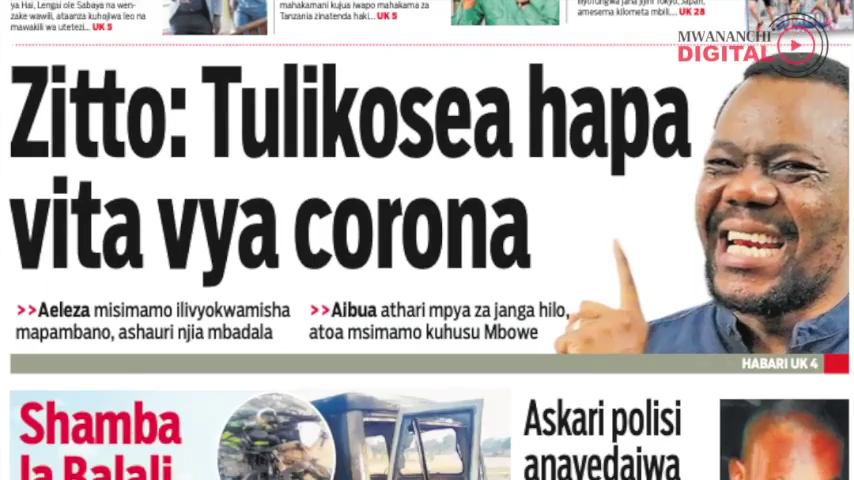 ya Hai, Lengai ole Sabaya na wen-
zake wawili, ataanza kuhojiwa leo na
mawakili wa utetezi... UK 5
mahakamani kujua iwapo mahakama za
Tanzania zinatenda haki... UK 5
amesema kilometa mbili... UK 28
MWANANCHI
DIGITAL
Zitto: Tulikosea hapa
vita vya corona
>>Aeleza misimamo ilivyokwamisha
mapambano, ashauri njia mbadala
>>Aibua athari mpya za janga hilo,
atoa msimamo kuhusu Mbowe
HABARI UK 4
Shamba
la Balali
Askari polisi
anayedaiwa